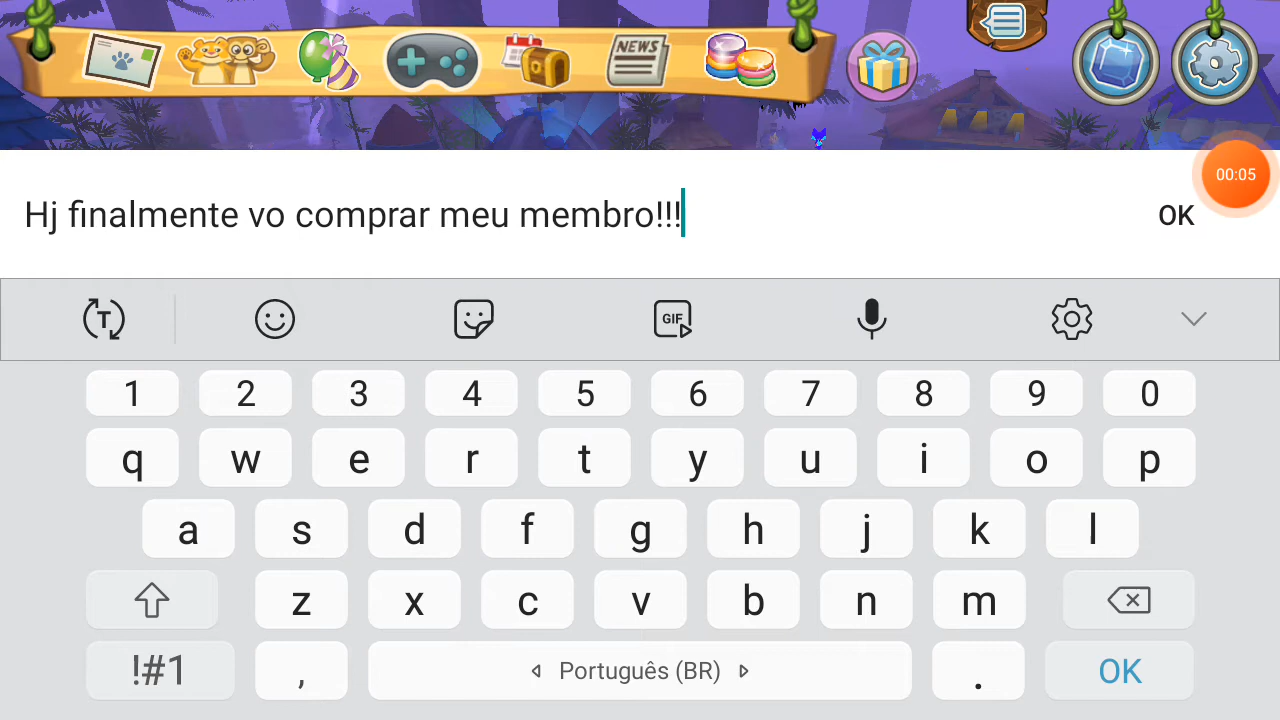 NEWS
00:05
Hj finalmente vo comprar meu membro!!!
OK
T
GIF
1 2 3 4 5 6 7 8 9 0
q w e r t y u i o p
a s d f g h j k l
z x c v b n m
!#1 , Português (BR) . OK